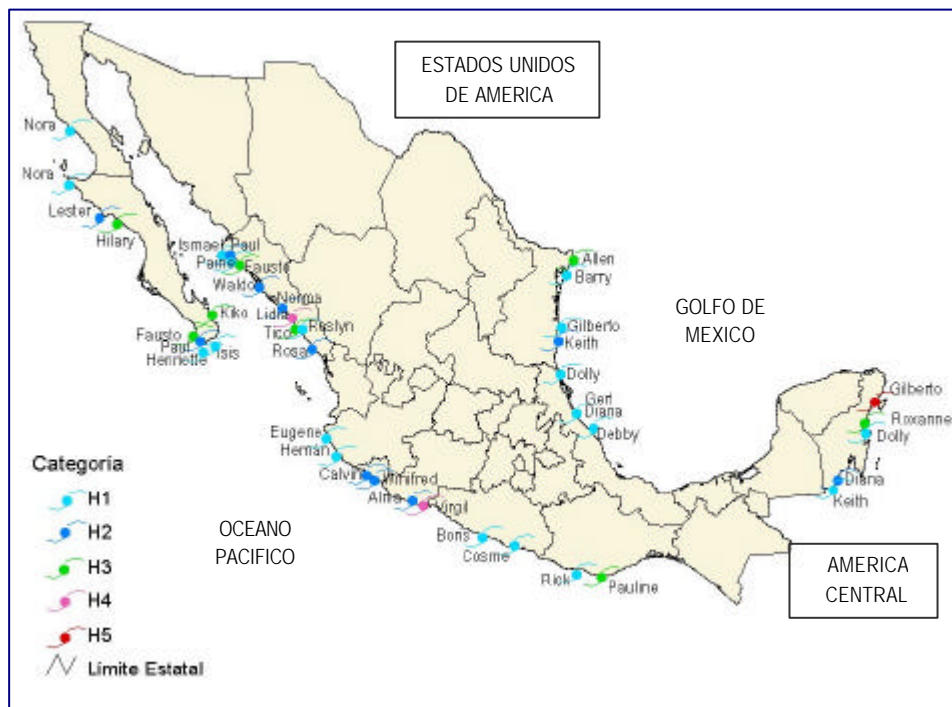 ESTADOS UNIDOS
DE AMERICA
Nora
Nora
Lester
Hilary
Ismael Paul
Paine
Fausto
Waldo
Norma
Lidia
Tico
Roslyn
Rosa
Kiko
Fausto
Paul
Henriette
Isis
Allen
Barry
GOLFO DE
MEXICO
Gilberto
Keith
Dolly
Gert
Diana
Debby
Gilberto
Roxanne
Dolly
Diana
Keith
Eugene
Hernan
Calvin
Winifred
Alma
Virgil
Boris
Cosme
Rick
Pauline
OCEANO
PACIFICO
AMERICA
CENTRAL
Categoría
H1
H2
H3
H4
H5
Límite Estatal